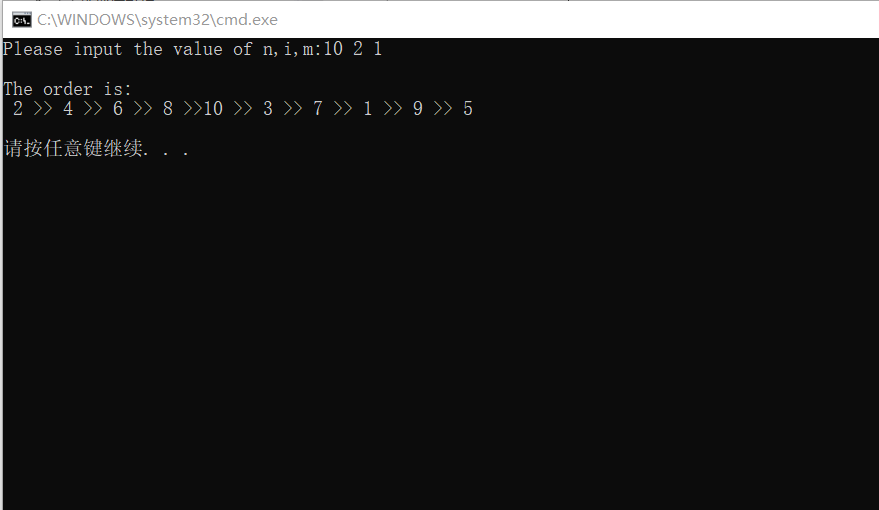 C:\WINDOWS\system32\cmd.exe
Please input the value of n,i,m:10 2 1
The order is:
2 >> 4 >> 6 >> 8 >>10 >> 3 >> 7 >> 1 >> 9 >> 5
请按任意键继续. . .